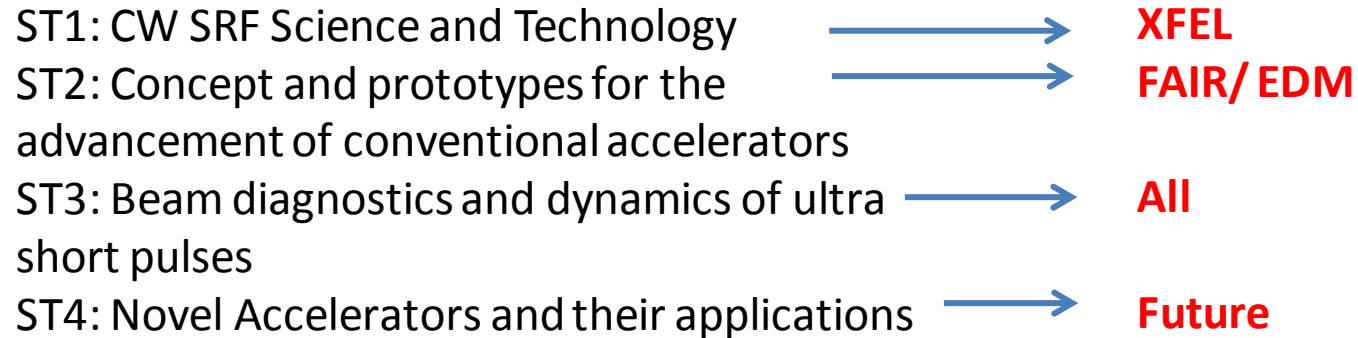 ST1: CW SRF Science and Technology XFEL
ST2: Concept and prototypes for the FAIR/ EDM
advancement of conventional accelerators
ST3: Beam diagnostics and dynamics of ultra All
short pulses
ST4: Novel Accelerators and their applications Future